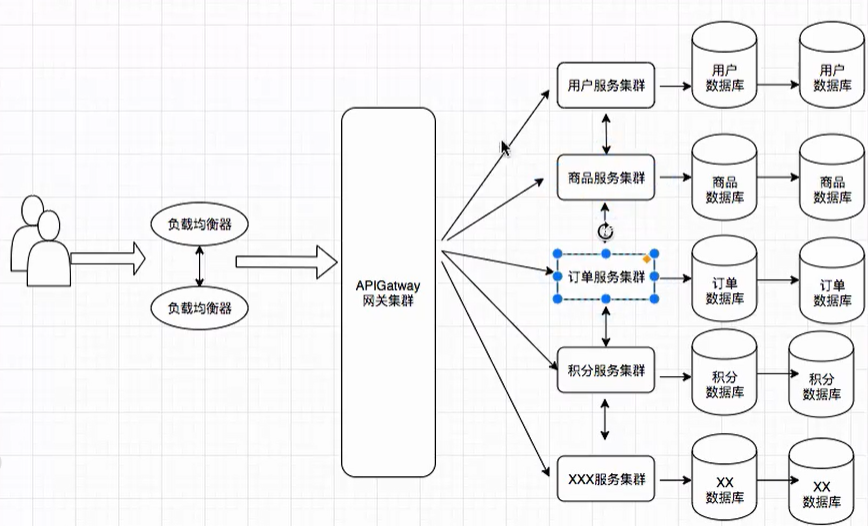 用户服务集群
用户
数据库
用户
数据库
商品服务集群
商品
数据库
商品
数据库
负载均衡器
负载均衡器
APIGatway
网关集群
订单服务集群
订单
数据库
订单
数据库
积分服务集群
积分
数据库
积分
数据库
XXX服务集群
XX
数据库
XX
数据库